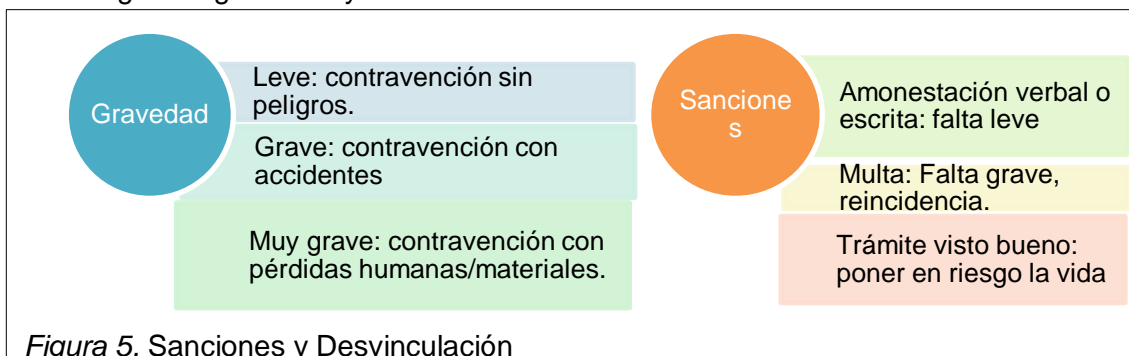 Gravedad
Leve: contravención sin
peligros.
Grave: contravención con
accidentes
Muy grave: contravención con
pérdidas humanas/materiales.
Sancione
s
Amonestación verbal o
escrita: falta leve
Multa: Falta grave,
reincidencia.
Trámite visto bueno:
poner en riesgo la vida
Figura 5. Sanciones y Desvinculación